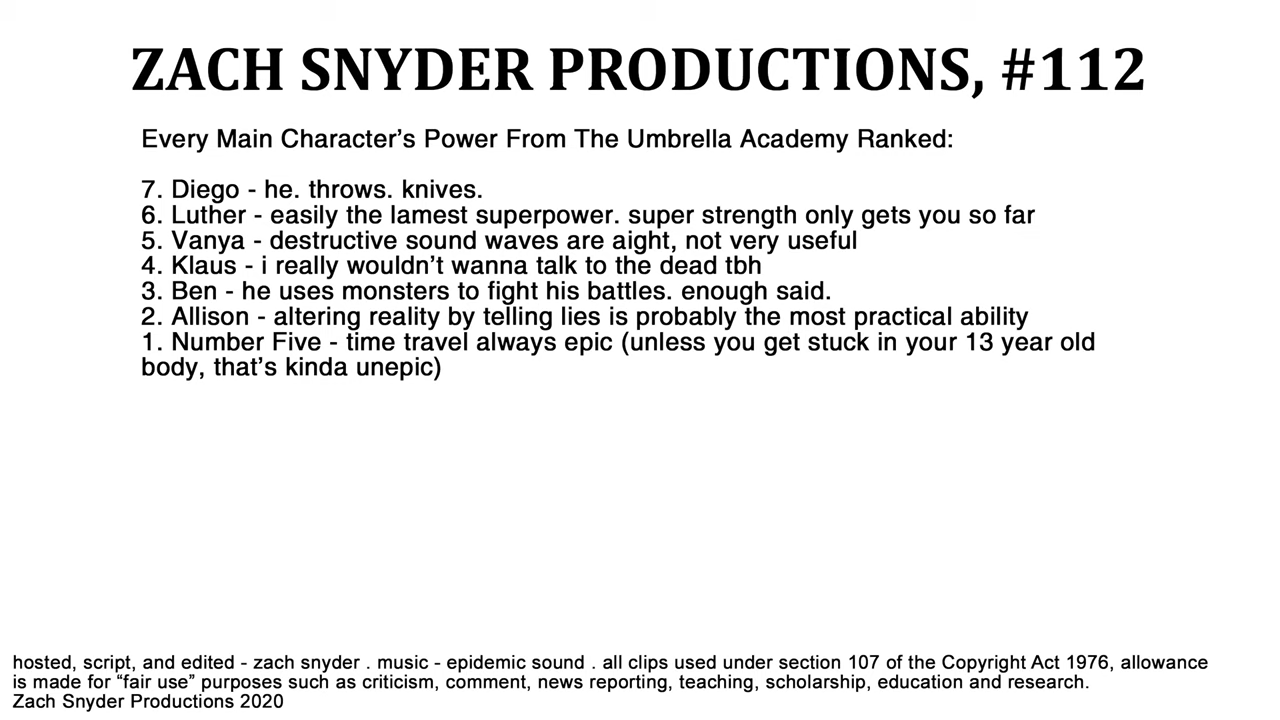 ZACH SNYDER PRODUCTIONS, #112
Every Main Character’s Power From The Umbrella Academy Ranked:
7. Diego - he. throws. knives.
6. Luther - easily the lamest superpower. super strength only gets you so far
5. Vanya - destructive sound waves are aight, not very useful
4. Klaus - i really wouldn’t wanna talk to the dead tbh
3. Ben - he uses monsters to fight his battles. enough said.
2. Allison - altering reality by telling lies is probably the most practical ability
1. Number Five - time travel always epic (unless you get stuck in your 13 year old
body, that’s kinda unepic)
hosted, script, and edited - zach snyder . music - epidemic sound . all clips used under section 107 of the Copyright Act 1976, allowance
is made for “fair use” purposes such as criticism, comment, news reporting, teaching, scholarship, education and research.
Zach Snyder Productions 2020